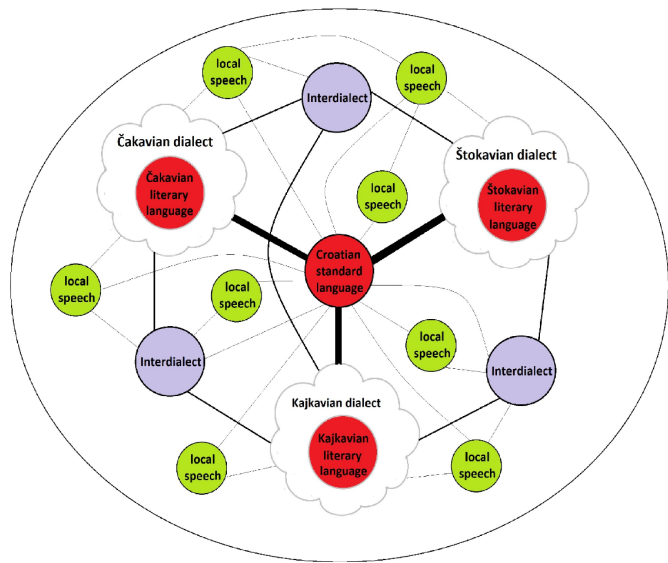 local
speech
local
speech
Interdialect
Čakavian dialect
Čakavian
literary
language
Štokavian dialect
Štokavian
literary
language
local
speech
Croatian
standard
language
local
speech
local
speech
local
speech
Interdialect
Interdialect
Kajkavian dialect
Kajkavian
literary
language
local
speech
local
speech